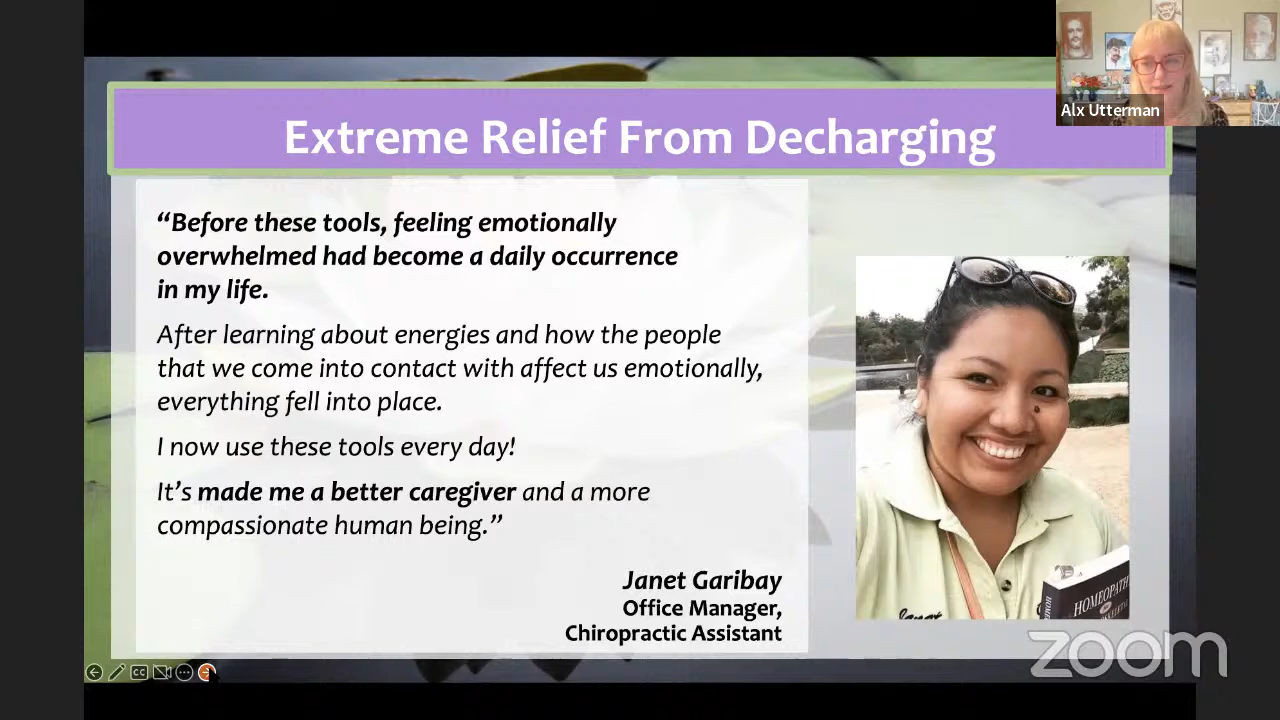 Alx Utterman
Extreme Relief From Decharging
“Before these tools, feeling emotionally
overwhelmed had become a daily occurrence
in my life.
After learning about energies and how the people
that we come into contact with affect us emotionally,
everything fell into place.
I now use these tools every day!
It’s made me a better caregiver and a more
compassionate human being.”
Janet Garibay
Office Manager,
Chiropractic Assistant
HOMEOPATH
zoom
CC